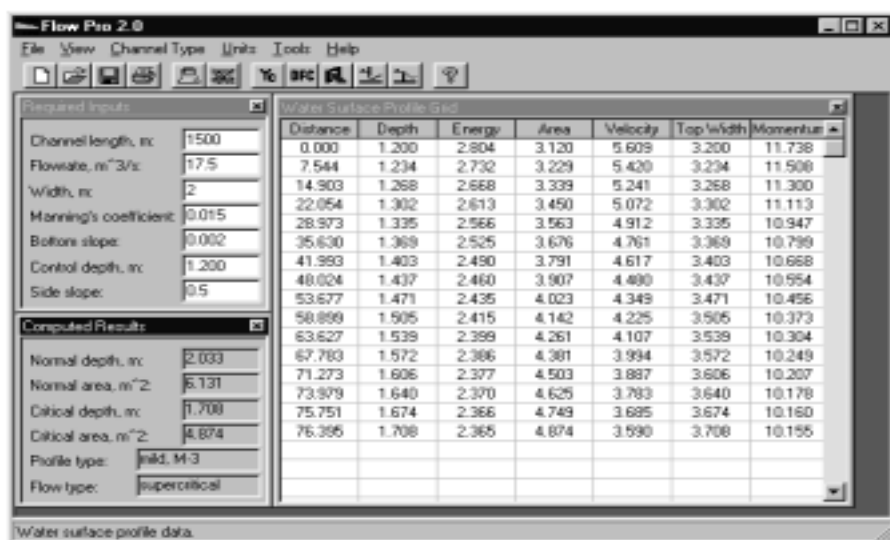 Flow Pro 2.0
File View Channel Type Units Tools Help
Yo BFC
Required Inputs
Channel length, m: 1500
Flowrate, m^3/s: 17.5
Width, m: 2
Manning's coefficient: 0.015
Bottom slope: 0.002
Control depth, m: 1.200
Side slope: 0.5
Computed Results
Normal depth, m: 2.033
Normal area, m^2: 6.131
Critical depth, m: 1.708
Critical area, m^2: 4.874
Profile type: mild, M-3
Flow type: supercritical
Water Surface Profile Grid
Distance Depth Energy Area Velocity Top Width Momentum
0.000 1.200 2.804 3.120 5.609 3.200 11.738
7.544 1.234 2.732 3.229 5.420 3.234 11.508
14.903 1.268 2.668 3.339 5.241 3.268 11.300
22.054 1.302 2.613 3.450 5.072 3.302 11.113
28.973 1.335 2.566 3.563 4.912 3.335 10.947
35.630 1.369 2.525 3.676 4.761 3.369 10.799
41.993 1.403 2.490 3.791 4.617 3.403 10.668
48.024 1.437 2.460 3.907 4.480 3.437 10.554
53.677 1.471 2.435 4.023 4.349 3.471 10.456
58.899 1.505 2.415 4.142 4.225 3.505 10.373
63.627 1.539 2.399 4.261 4.107 3.539 10.304
67.783 1.572 2.386 4.381 3.994 3.572 10.249
71.273 1.606 2.377 4.503 3.887 3.606 10.207
73.979 1.640 2.370 4.625 3.783 3.640 10.178
75.751 1.674 2.366 4.749 3.685 3.674 10.160
76.395 1.708 2.365 4.874 3.590 3.708 10.155
Water surface profile data.